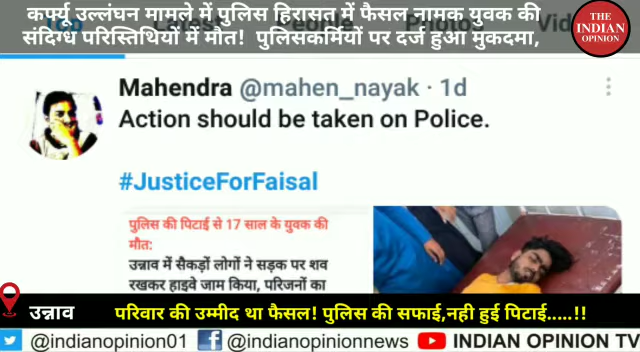 कर्फ्यू उल्लंघन मामले में पुलिस हिरासत में फैसल नामक युवक की
संदिग्ध परिस्थितियों में मौत! पुलिसकर्मियों पर दर्ज हुआ मुकदमा,
THE
INDIAN
OPINION
Mahendra @mahen_nayak · 1d
Action should be taken on Police.
#JusticeForFaisal
पुलिस की पिटाई से 17 साल के युवक की
मौत:
उन्नाव में सैकड़ों लोगों ने सड़क पर शव
रखकर हाइवे जाम किया, परिजनों का
उन्नाव
परिवार की उम्मीद था फैसल! पुलिस की सफाई,नही हुई पिटाई.....!!
@indianopinion01 @indianopinionnews INDIAN OPINION TV